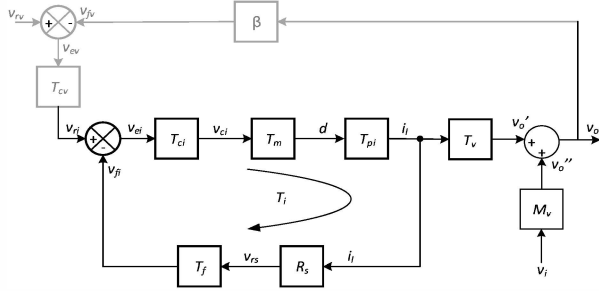 v_rv + - v_fv β
v_ev
T_cv
v_ri + - v_ei T_ci v_ci T_m d T_pi i_l T_v v_o' + v_o
+ v_o''
v_fi
T_i
M_v
T_f v_rs R_s i_l
v_i